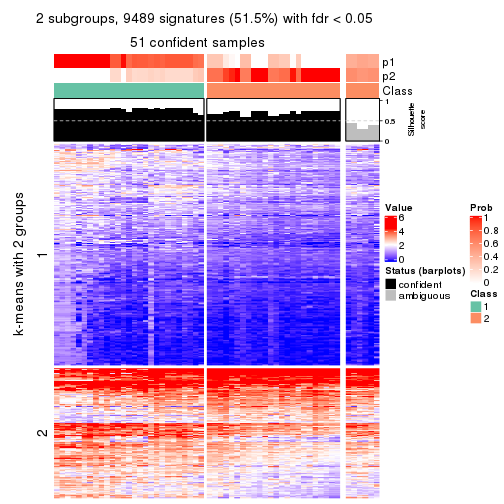 2 subgroups, 9489 signatures (51.5%) with fdr < 0.05
51 confident samples
p1
p2
Class
1
0.5
0
Silhouette
score
k-means with 2 groups
1
2
Value
6
4
2
0
Status (barplots)
confident
ambiguous
Prob
1
0.8
0.6
0.4
0.2
0
Class
1
2